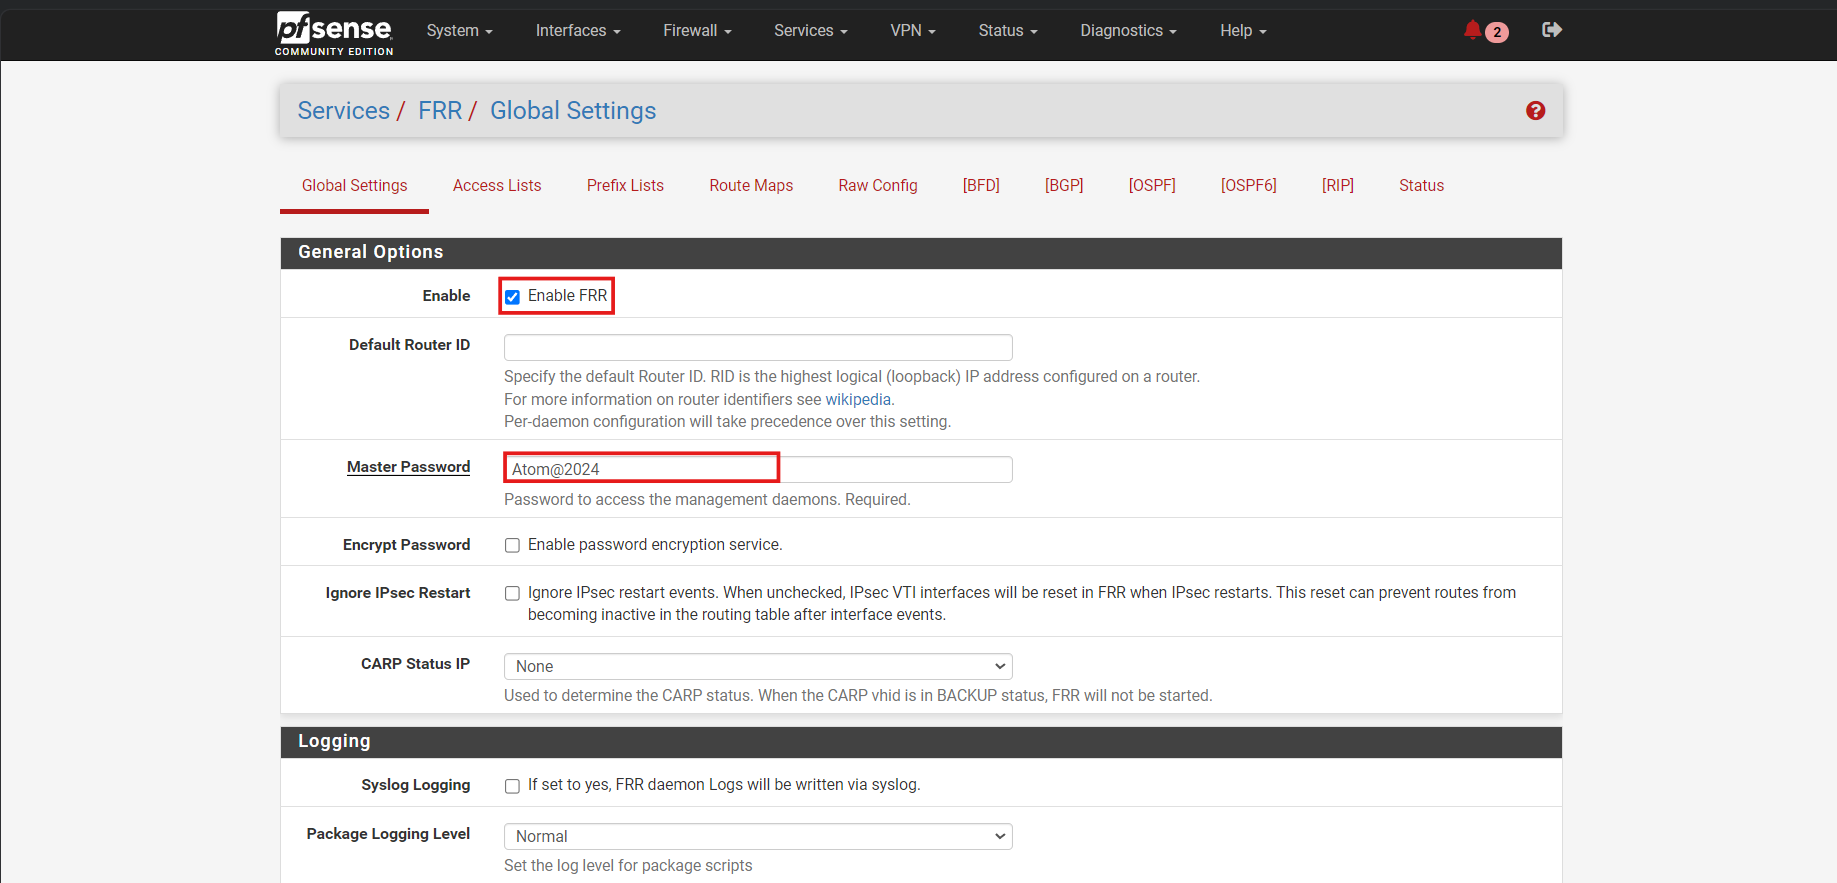 pfsense
COMMUNITY EDITION
System
Interfaces
Firewall
Services
VPN
Status
Diagnostics
Help
2
Services / FRR / Global Settings
Global Settings
Access Lists
Prefix Lists
Route Maps
Raw Config
[BFD]
[BGP]
[OSPF]
[OSPF6]
[RIP]
Status
General Options
Enable
Enable FRR
Default Router ID
Specify the default Router ID. RID is the highest logical (loopback) IP address configured on a router.
For more information on router identifiers see wikipedia.
Per-daemon configuration will take precedence over this setting.
Master Password
Atom@2024
Password to access the management daemons. Required.
Encrypt Password
Enable password encryption service.
Ignore IPsec Restart
Ignore IPsec restart events. When unchecked, IPsec VTI interfaces will be reset in FRR when IPsec restarts. This reset can prevent routes from
becoming inactive in the routing table after interface events.
CARP Status IP
None
Used to determine the CARP status. When the CARP vhid is in BACKUP status, FRR will not be started.
Logging
Syslog Logging
If set to yes, FRR daemon Logs will be written via syslog.
Package Logging Level
Normal
Set the log level for package scripts